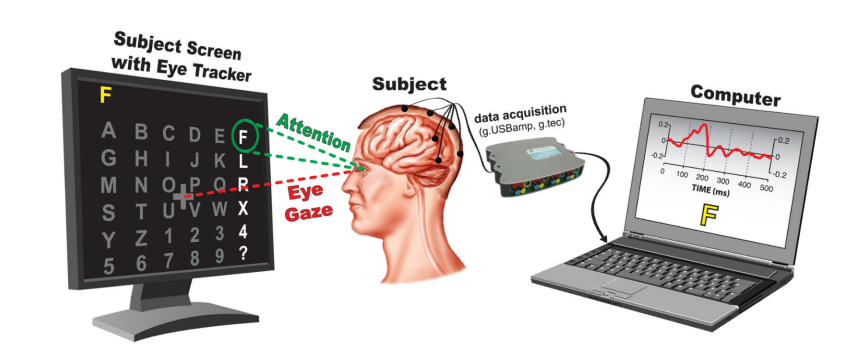 Subject Screen
with Eye Tracker
F
A B C D E F
G H I J K L
M N O P Q R
S T U V W X
Y Z 1 2 3 4
5 6 7 8 9 ?
Attention
Eye
Gaze
Subject
data acquisition
(g.USBamp, g.tec)
Computer
0.2 0.2
0 0
-0.2 -0.2
0 100 200 300 400 500
TIME (ms)
F